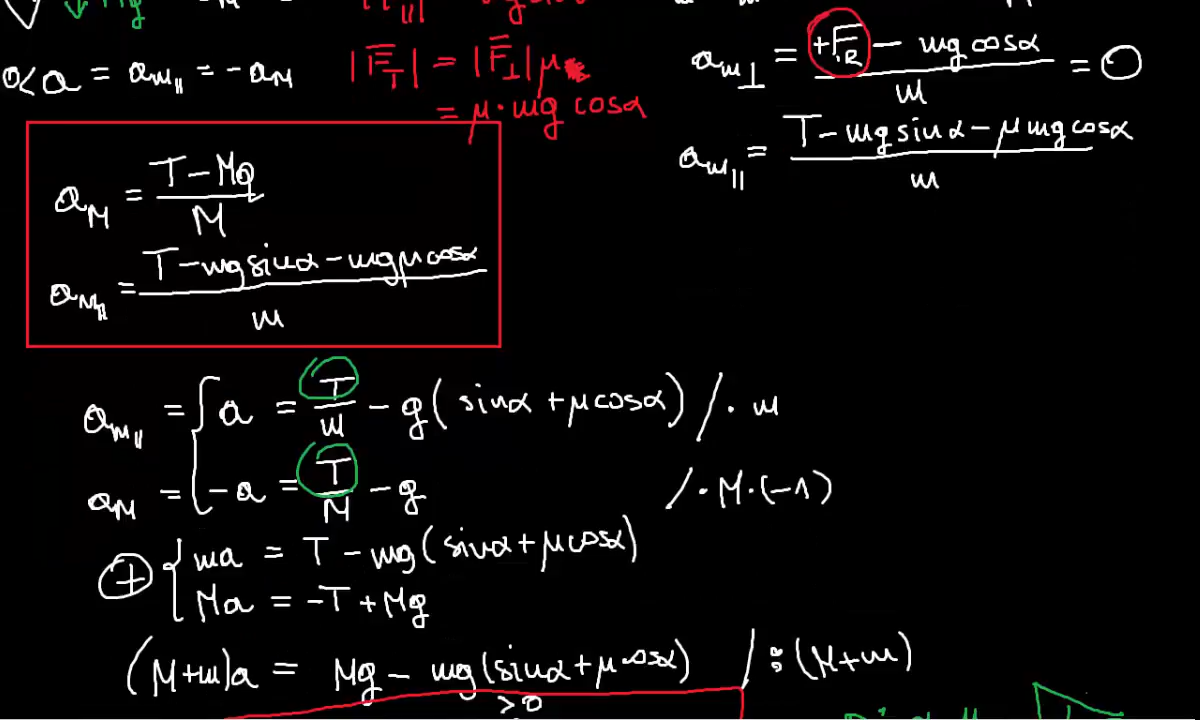 Mg
0<a = a_m∥ = -a_M
|F̄_T| = |F̄_⊥|μ
= μ·mg cosα
a_m⊥ = (+F_R - mg cosα)/m = 0
a_m∥ = (T - mg sinα - μmg cosα)/m
a_M = (T - Mg)/M
a_M∥ = (T - mg sinα - mgμ cosα)/m
a_m∥ = { a = T/m - g(sinα + μcosα) /·m
a_M = { -a = T/M - g /·M·(-1)
⊕ { ma = T - mg(sinα + μcosα)
Ma = -T + Mg
(M+m)a = Mg - mg(sinα + μcosα) /:(M+m)
>0